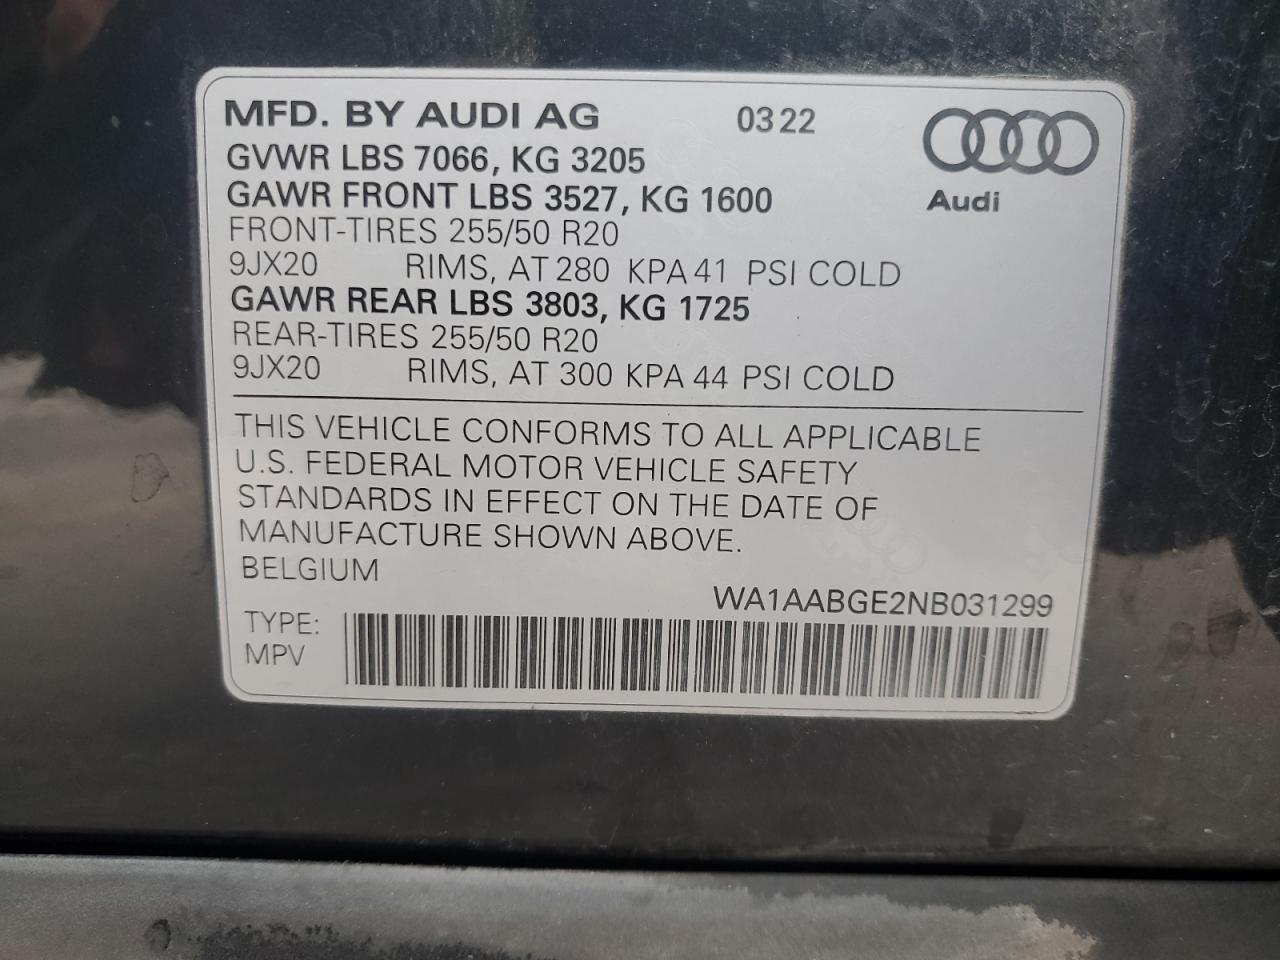 MFD. BY AUDI AG 0322
GVWR LBS 7066, KG 3205
GAWR FRONT LBS 3527, KG 1600
Audi
FRONT-TIRES 255/50 R20
9JX20 RIMS, AT 280 KPA 41 PSI COLD
GAWR REAR LBS 3803, KG 1725
REAR-TIRES 255/50 R20
9JX20 RIMS, AT 300 KPA 44 PSI COLD
THIS VEHICLE CONFORMS TO ALL APPLICABLE
U.S. FEDERAL MOTOR VEHICLE SAFETY
STANDARDS IN EFFECT ON THE DATE OF
MANUFACTURE SHOWN ABOVE.
BELGIUM
WA1AABGE2NB031299
TYPE:
MPV